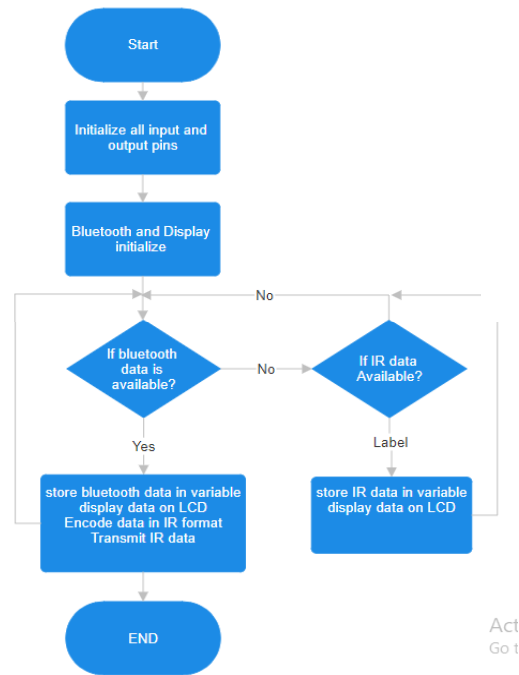 Start
Initialize all input and
output pins
Bluetooth and Display
initialize
No
If bluetooth
data is
available?
No
If IR data
Available?
Yes
Label
store bluetooth data in variable
display data on LCD
Encode data in IR format
Transmit IR data
store IR data in variable
display data on LCD
END
Act
Go t